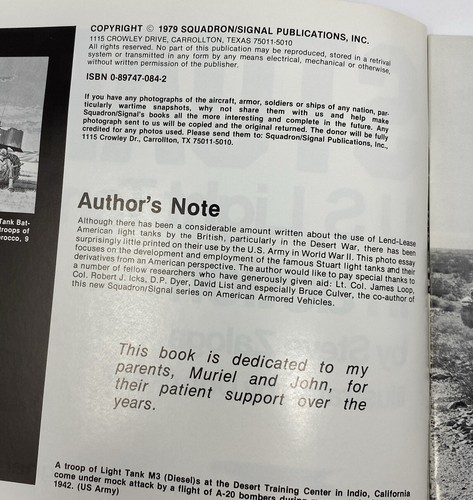 COPYRIGHT © 1979 SQUADRON/SIGNAL PUBLICATIONS, INC.
1115 CROWLEY DRIVE, CARROLLTON, TEXAS 75011-5010
All rights reserved. No part of this publication may be reproduced, stored in a retrival
system or transmitted in any form by any means electrical, mechanical or otherwise,
without written permission of the publisher.
ISBN 0-89747-084-2
If you have any photographs of the aircraft, armor, soldiers or ships of any nation, par-
ticularly wartime snapshots, why not share them with us and help make
Squadron/Signal's books all the more interesting and complete in the future. Any
photograph sent to us will be copied and the original returned. The donor will be fully
credited for any photos used. Please send them to: Squadron/Signal Publications, Inc.,
1115 Crowley Dr., Carrollton, TX 75011-5010.
Tank Bat-
troops of
orocco, 9
Author's Note
Although there has been a considerable amount written about the use of Lend-Lease
American light tanks by the British, particularly in the Desert War, there has been
surprisingly little printed on their use by the U.S. Army in World War II. This photo essay
focuses on the development and employment of the famous Stuart light tanks and their
derivatives from an American perspective. The author would like to pay special thanks to
a number of fellow researchers who have generously given aid: Lt. Col. James Loop,
Col. Robert J. Icks, D.P. Dyer, David List and especially Bruce Culver, the co-author of
this new Squadron/Signal series on American Armored Vehicles.
This book is dedicated to my
parents, Muriel and John, for
their patient support over the
years.
A troop of Light Tank M3 (Diesel)s at the Desert Training Center in Indio, California
come under mock attack by a flight of A-20 bombers during
1942. (US Army)